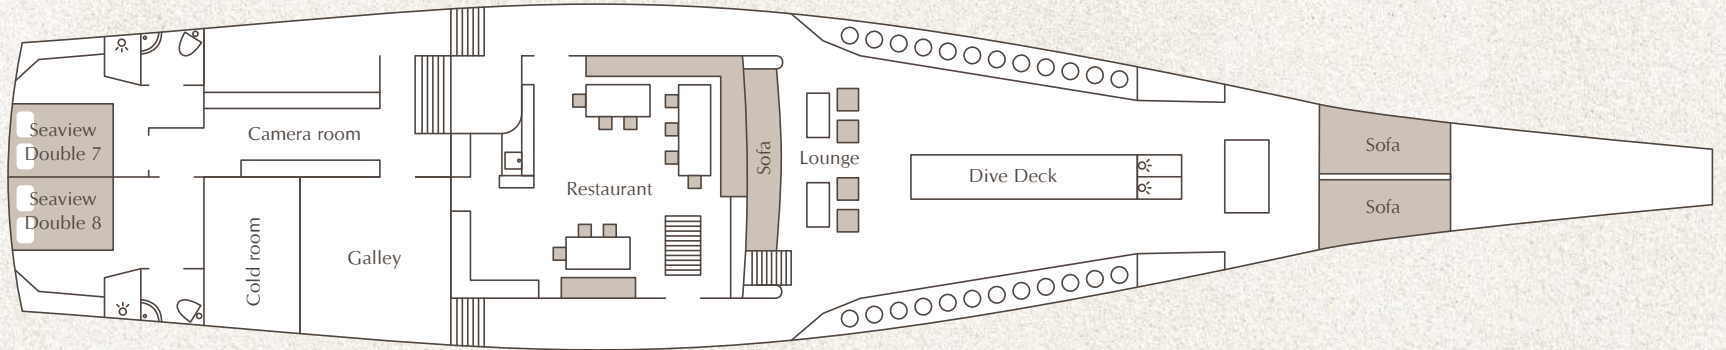 Seaview
Double 7
Seaview
Double 8
Camera room
Cold room
Galley
Restaurant
Sofa
Lounge
Dive Deck
Sofa
Sofa